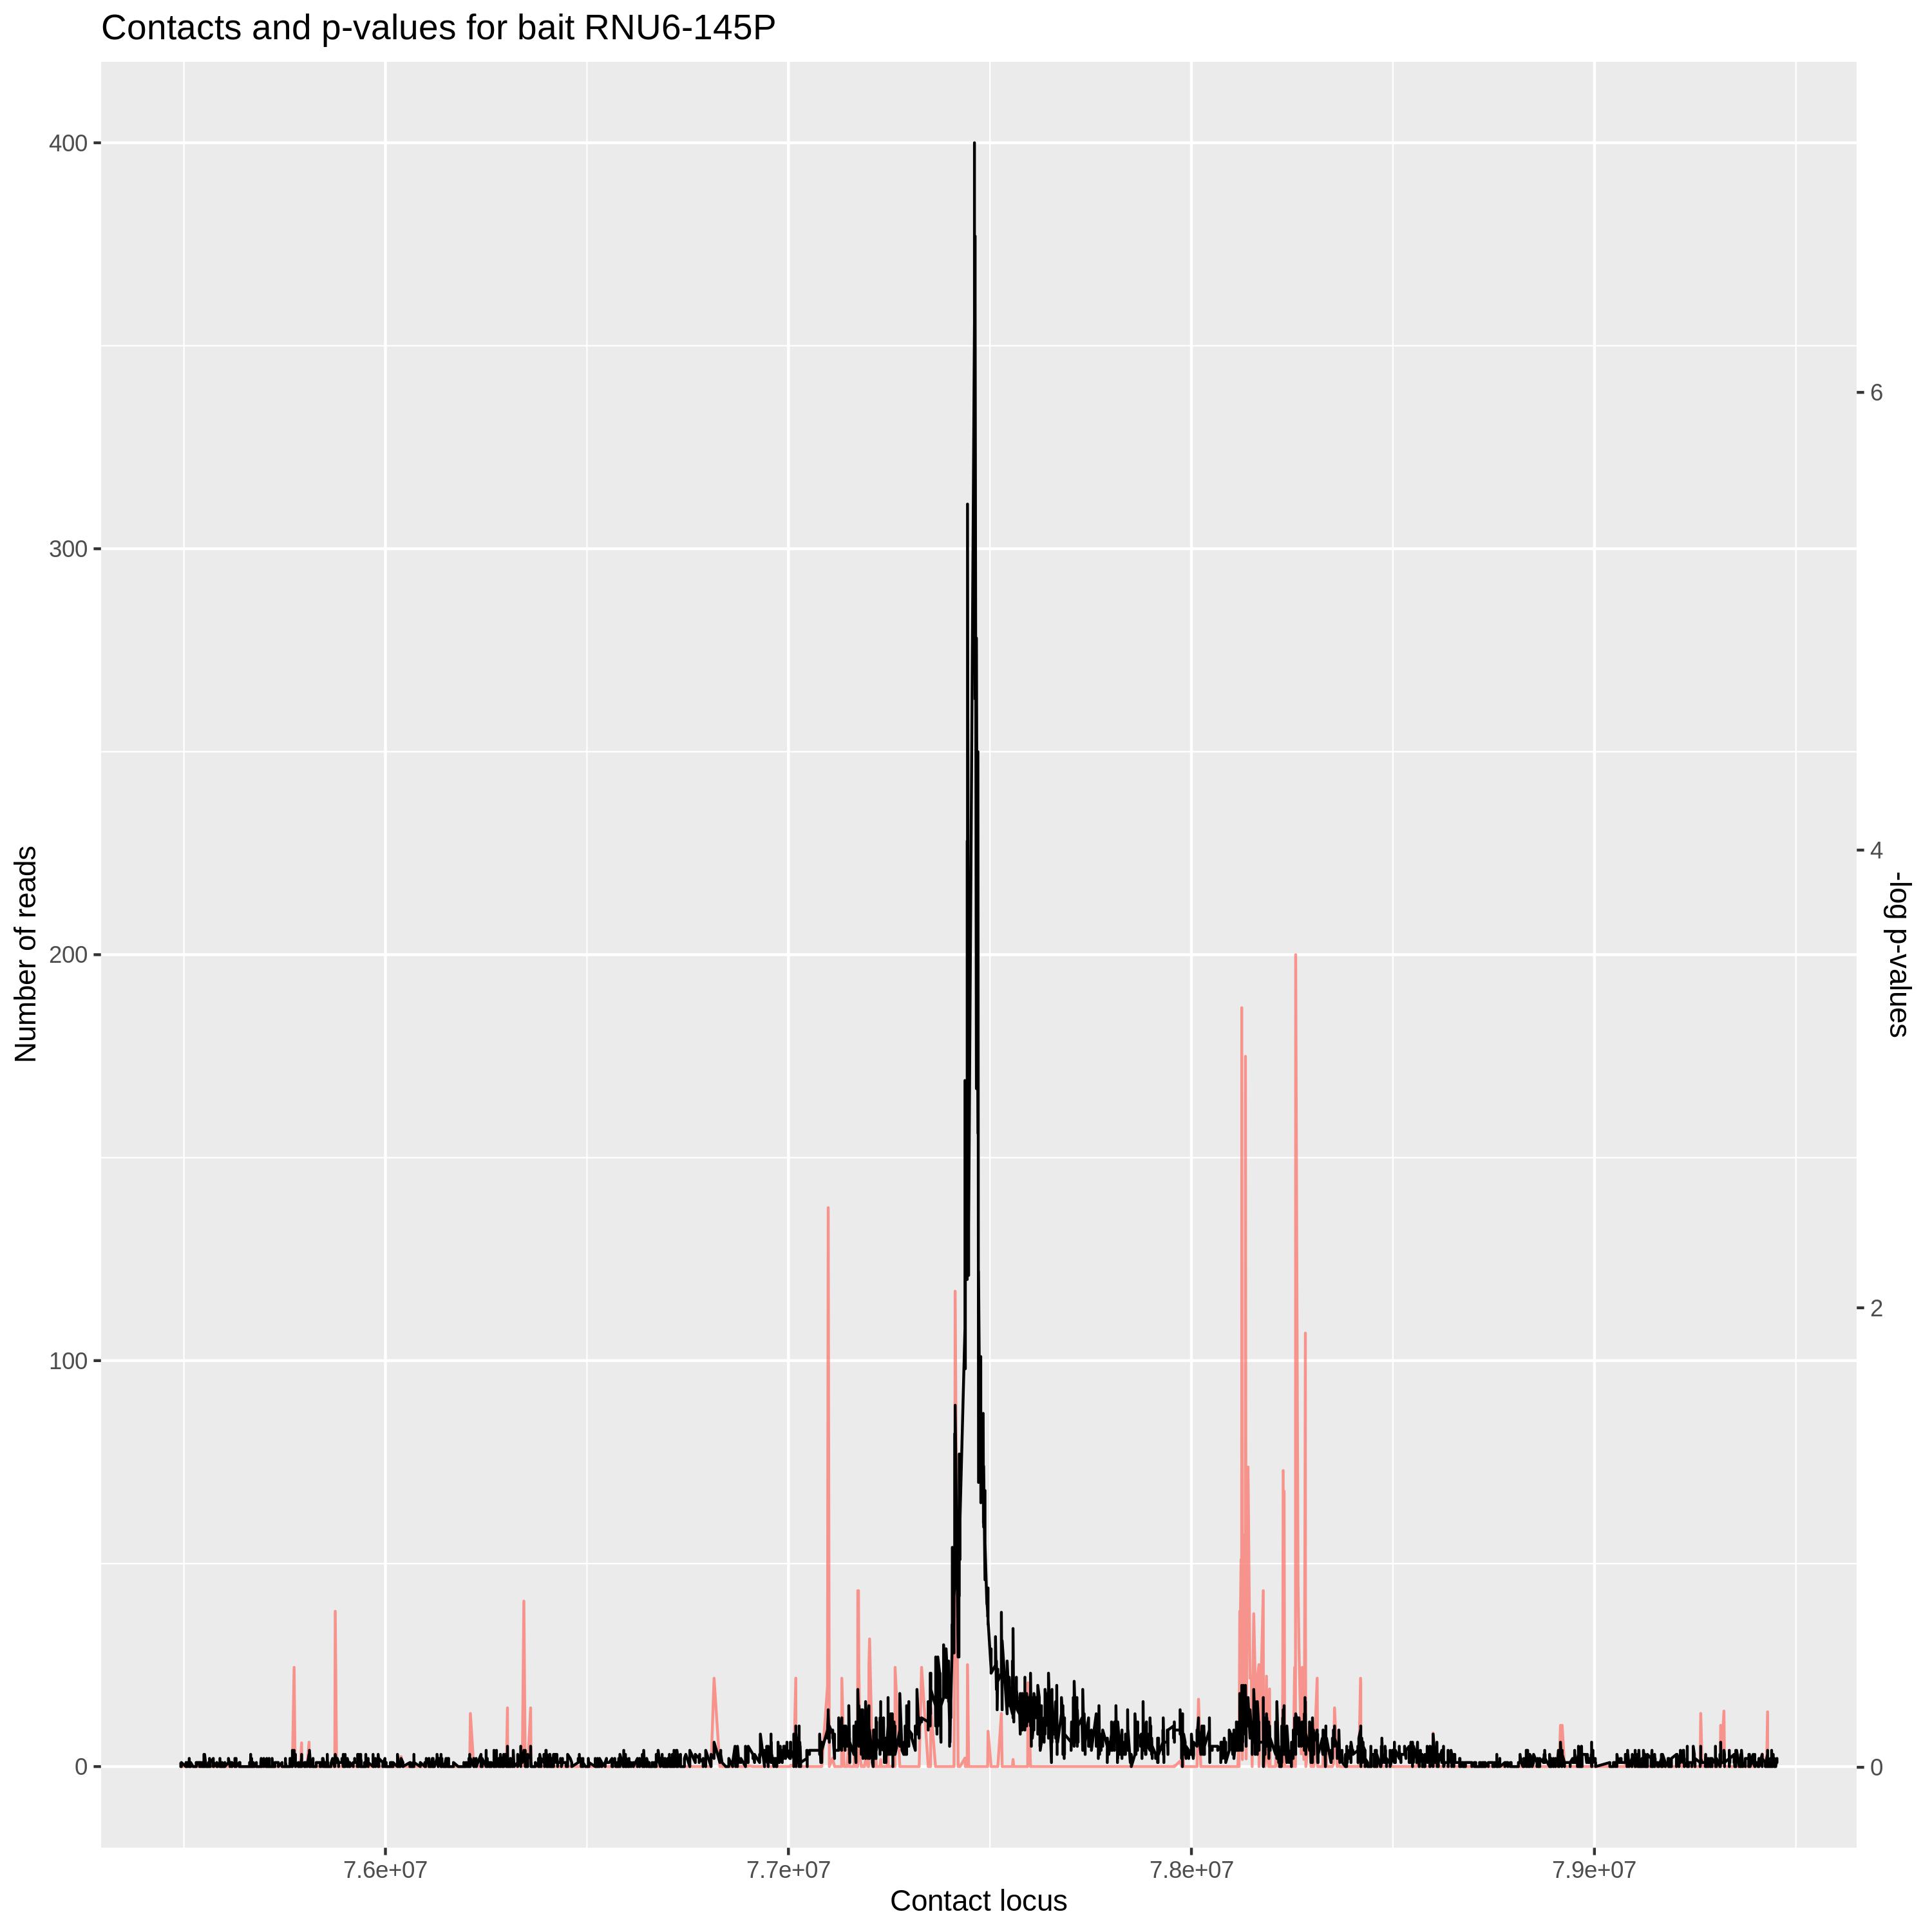 Contacts and p-values for bait RNU6-145P
400
300
200
100
0
Number of reads
6
4
2
0
-log p-values
7.6e+07
7.7e+07
7.8e+07
7.9e+07
Contact locus